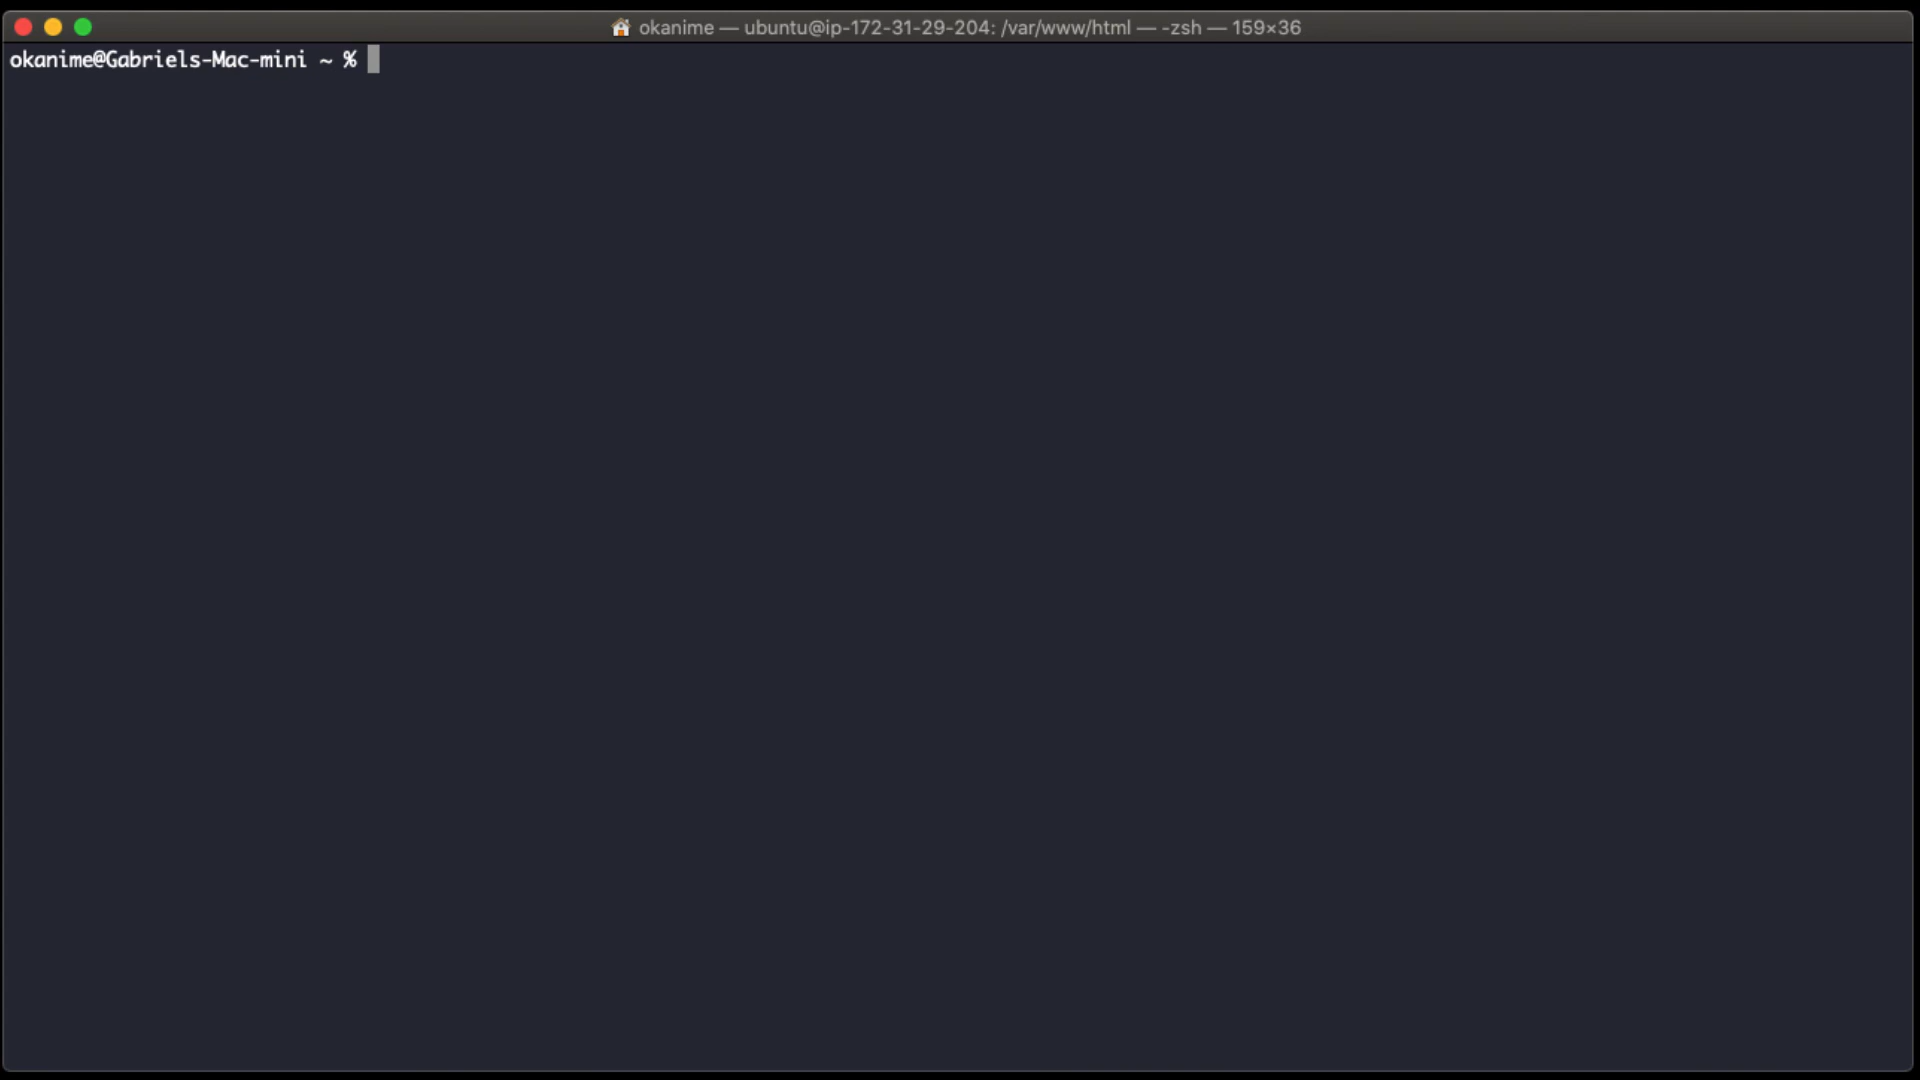 okanime — ubuntu@ip-172-31-29-204: /var/www/html — -zsh — 159×36
okanime@Gabriels-Mac-mini ~ %